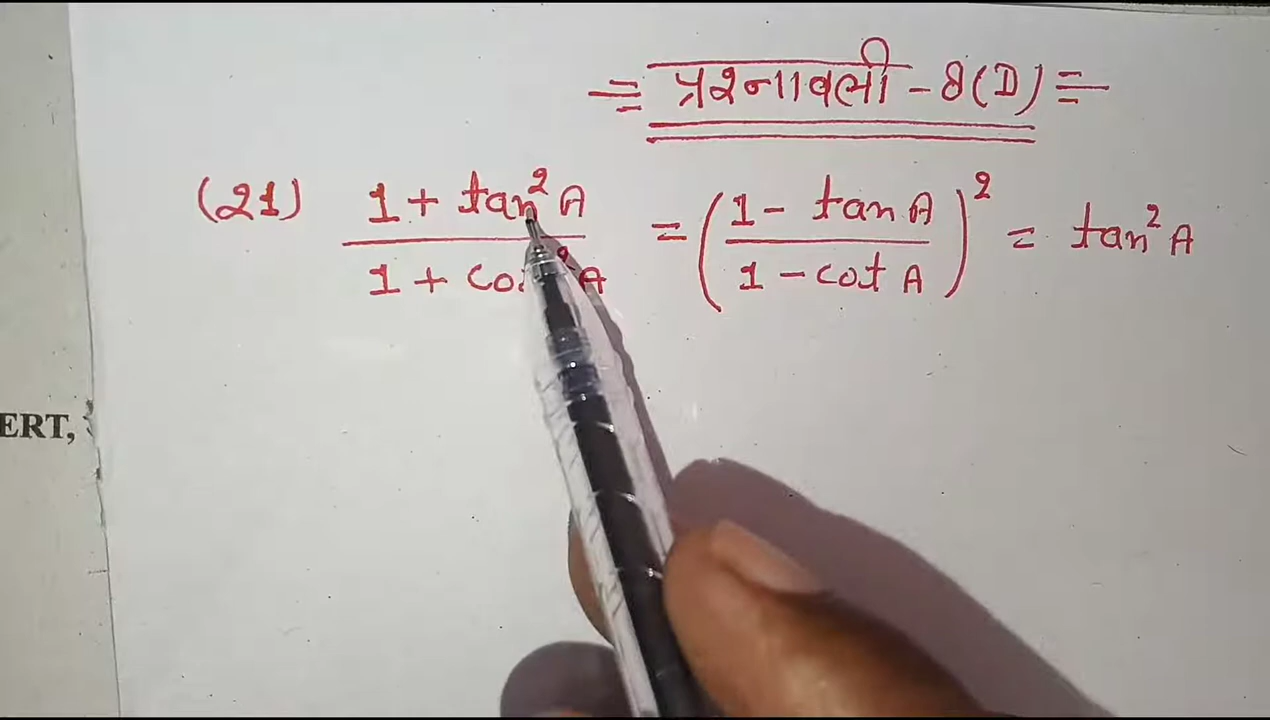 = प्रश्नावली - 8(D) =
(21) 1 + tan²A / 1 + cot²A = (1 - tan A / 1 - cot A)² = tan²A
ERT,